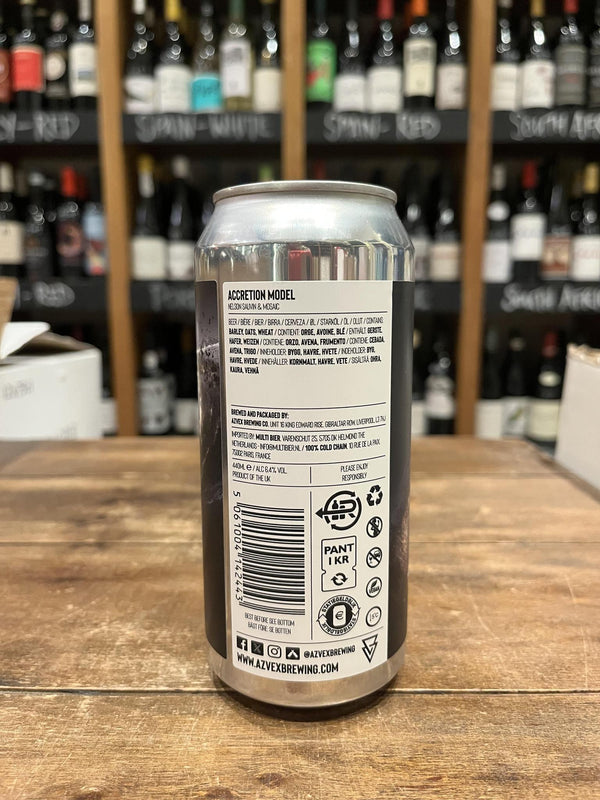 SPAIN-WHITE
SPAIN-RED
ACCRETION MODEL
NELSON SAUVIN & MOSAIC
BEER / BIÈRE / BIER / BIRRA / CERVEZA / ØL / STARKÖL / ÖL / OLUT / CONTAINS:
BARLEY, OATS, WHEAT / CONTIENT: ORGE, AVOINE, BLÉ / ENTHÄLT: GERSTE,
HAFER, WEIZEN / CONTIENE: ORZO, AVENA, FRUMENTO / CONTIENE: CEBADA,
AVENA, TRIGO / INNEHOLDER: BYGG, HAVRE, HVETE / INDEHOLDER: BYG,
HAVRE, HVEDE / INNEHÅLLER: KORNMALT, HAVRE, VETE / SISÄLTÄÄ: OHRA,
KAURA, VEHNÄ
BREWED AND PACKAGED BY:
AZVEX BREWING CO. UNIT 16 KING EDWARD RISE, GIBRALTAR ROW, LIVERPOOL, L3 7HJ
IMPORTED BY: MULTI BIER, VARENSCHUT 2S, 5705 DK HELMOND THE
NETHERLANDS - INFO@MULTIBIER.NL / 100% COLD CHAIN, 10 RUE DE LA PAIX,
75002 PARIS, FRANCE
440ML e / ALC 8.4% VOL.
PRODUCT OF THE UK
PLEASE ENJOY
RESPONSIBLY
5 061004 142443
PANT
1 KR
BEST BEFORE SEE BOTTOM
BÄST FÖRE: SE BOTTEN
@AZVEXBREWING
WWW.AZVEXBREWING.COM